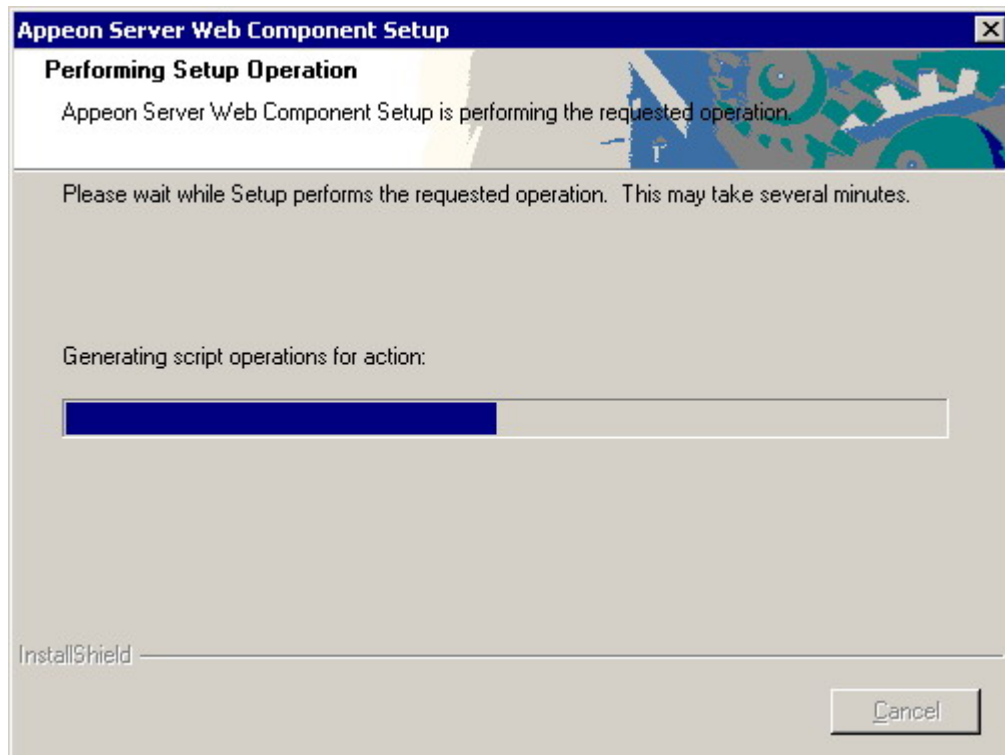 Appeon Server Web Component Setup
Performing Setup Operation
Appeon Server Web Component Setup is performing the requested operation.
Please wait while Setup performs the requested operation.  This may take several minutes.
Generating script operations for action:
InstallShield
Cancel